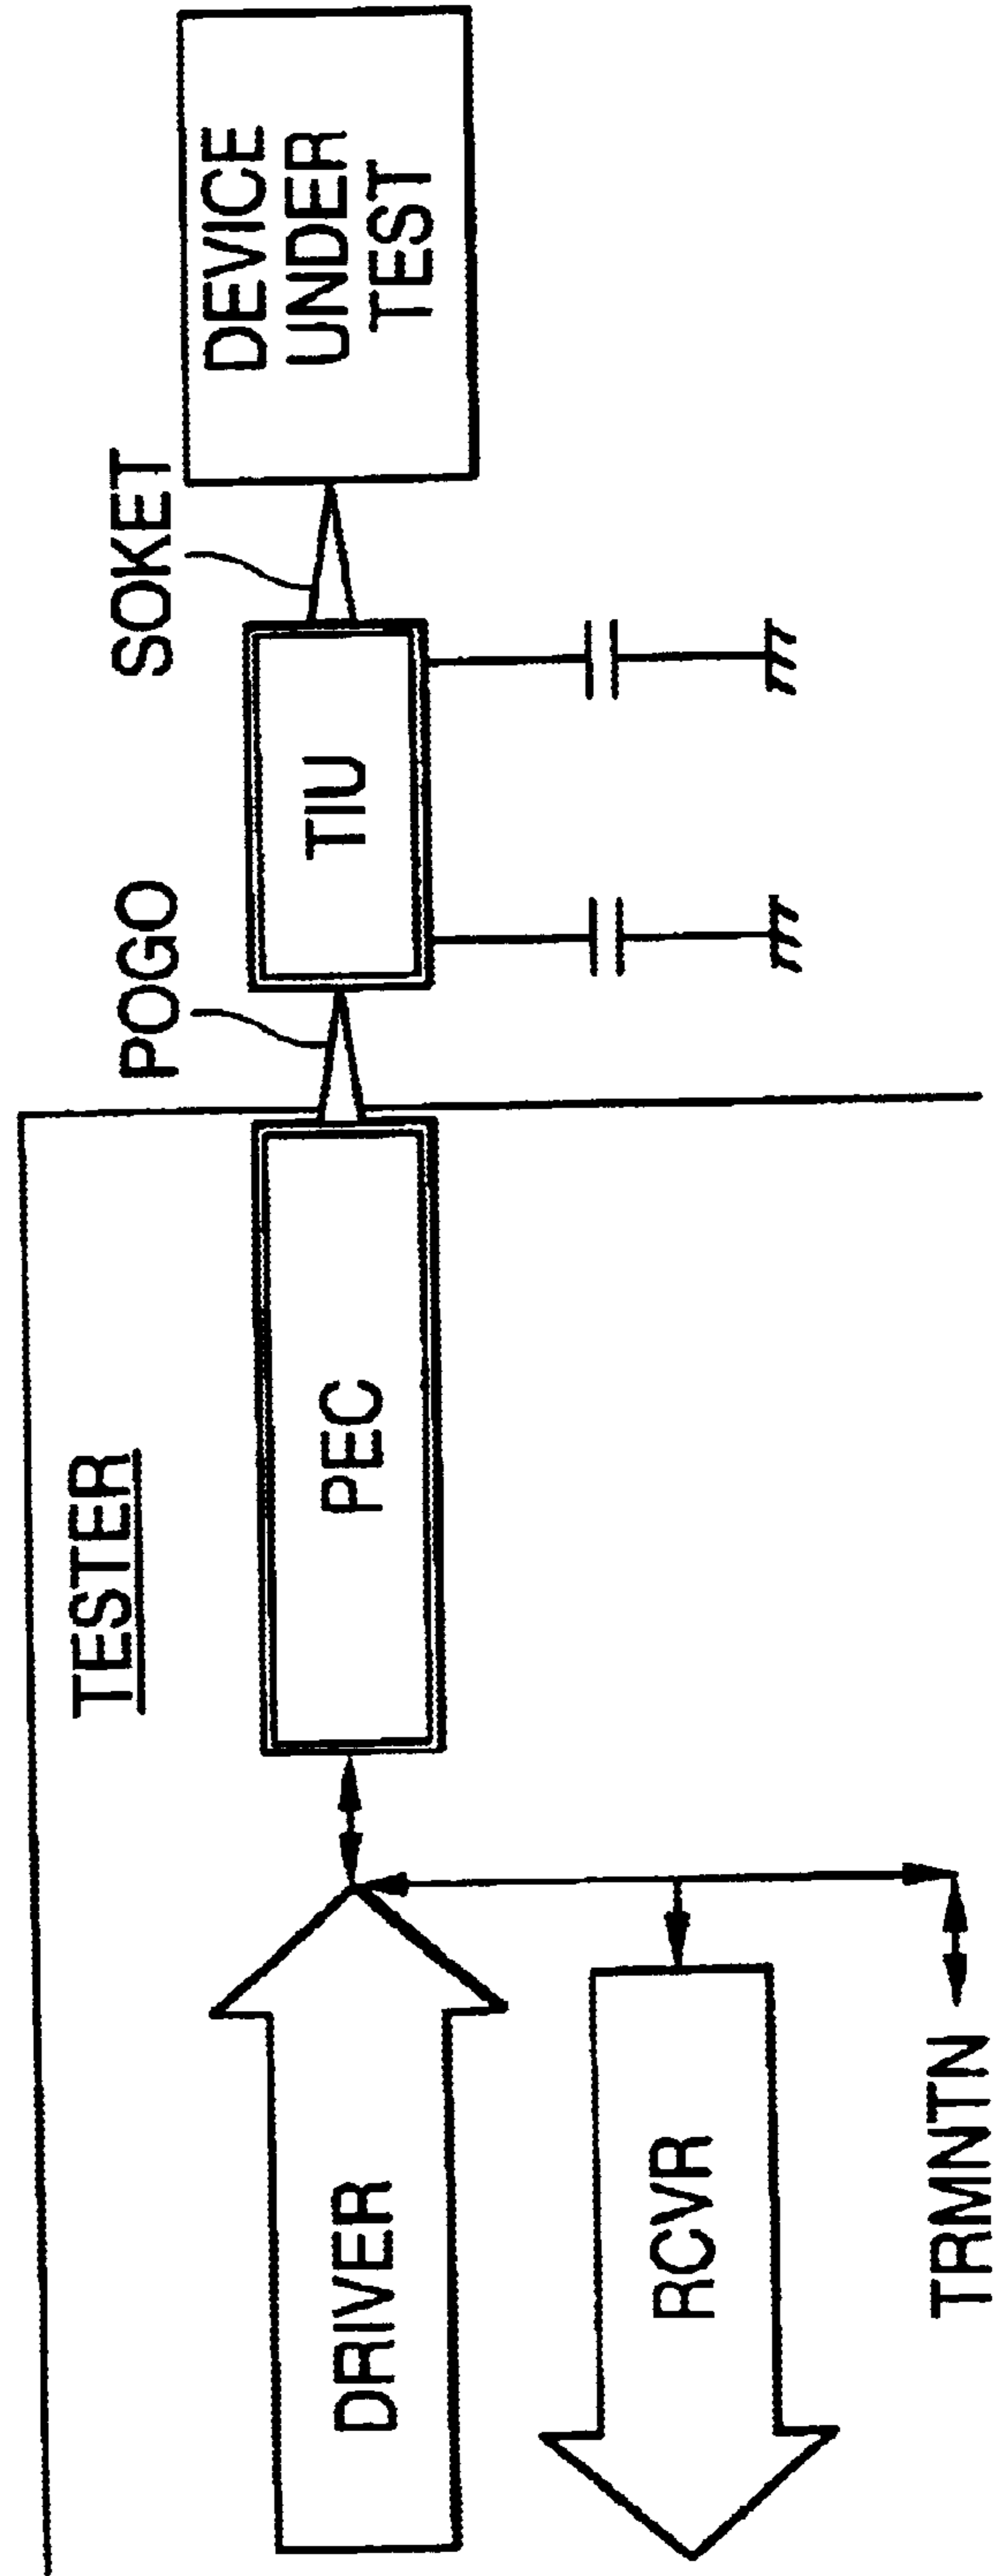 TESTER
POGO
SOKET
DRIVER
PEC
TIU
DEVICE
UNDER
TEST
RCVR
TRMNTN